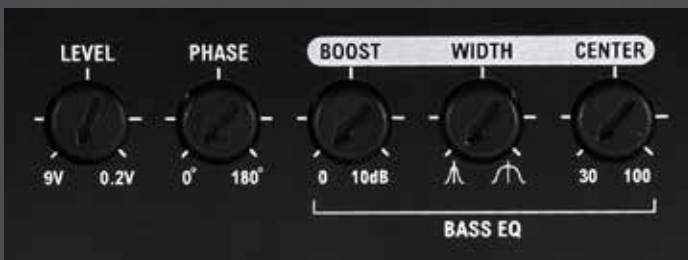 LEVEL PHASE BOOST WIDTH CENTER
9V 0.2V 0° 180° 0 10dB 30 100
BASS EQ